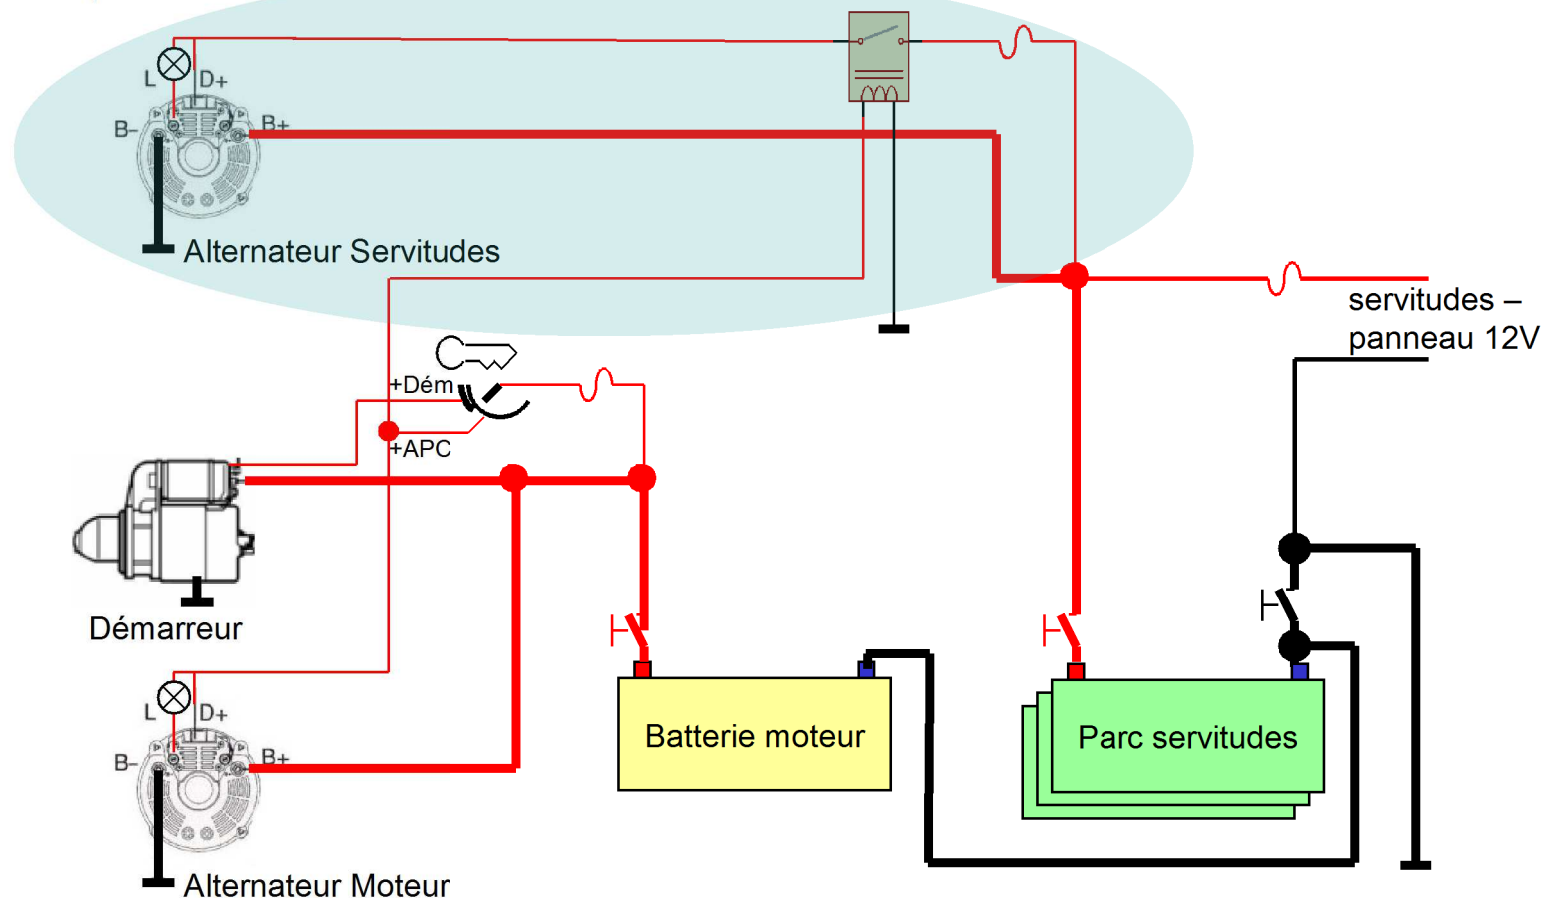 L
D+
B-
B+
Alternateur Servitudes
servitudes –
panneau 12V
+Dém
+APC
Démarreur
L
D+
B-
B+
Batterie moteur
Parc servitudes
Alternateur Moteur